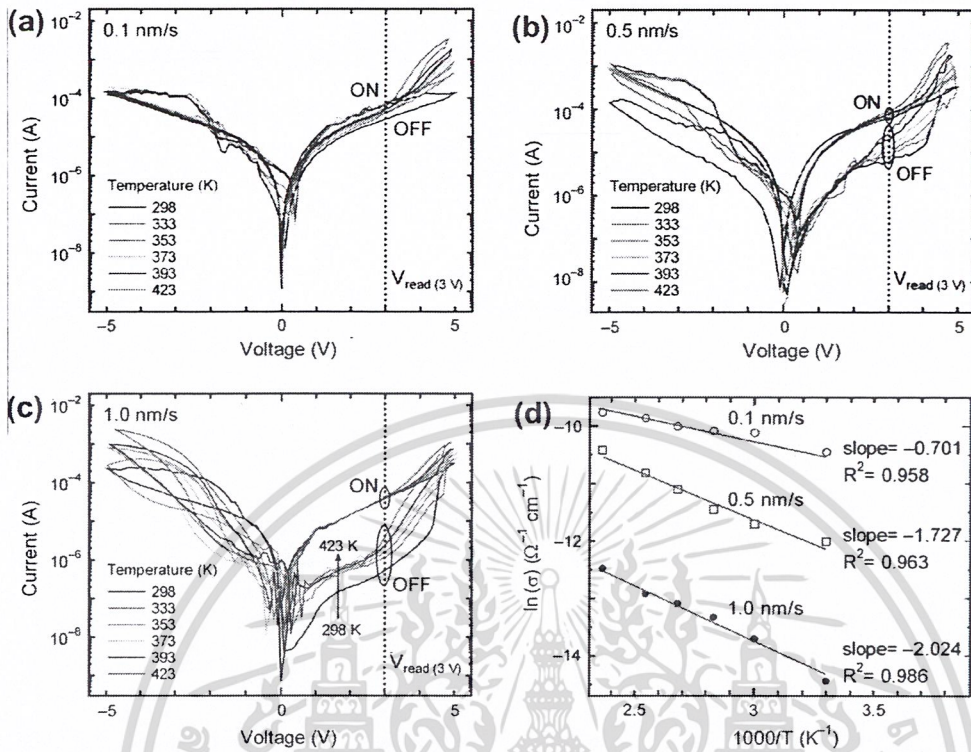 (a)
0.1 nm/s
10⁻²
10⁻⁴
10⁻⁶
10⁻⁸
Current (A)
ON
OFF
Temperature (K)
298
333
353
373
393
423
V read (3 V)
−5
0
5
Voltage (V)
(b)
0.5 nm/s
10⁻²
10⁻⁴
10⁻⁶
10⁻⁸
Current (A)
ON
OFF
Temperature (K)
298
333
353
373
393
423
V read (3 V)
−5
0
5
Voltage (V)
(c)
1.0 nm/s
10⁻²
10⁻⁴
10⁻⁶
10⁻⁸
Current (A)
ON
OFF
423 K
298 K
Temperature (K)
298
333
353
373
393
423
V read (3 V)
−5
0
5
Voltage (V)
(d)
−10
−12
−14
ln (σ) (Ω⁻¹ cm⁻¹)
0.1 nm/s
slope= −0.701
R²= 0.958
0.5 nm/s
slope= −1.727
R²= 0.963
1.0 nm/s
slope= −2.024
R²= 0.986
2.5
3
3.5
1000/T (K⁻¹)